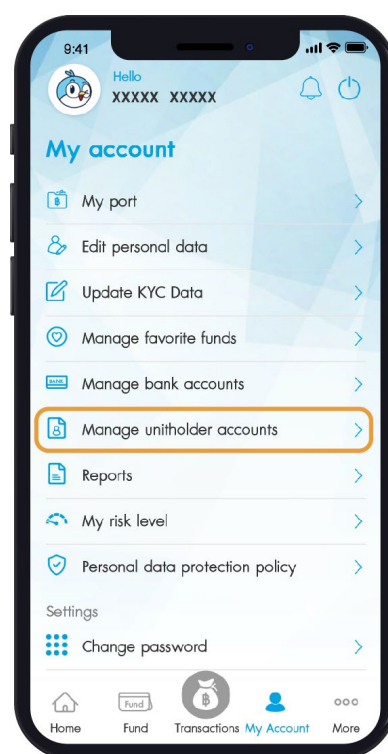 9:41
Hello
XXXXX XXXXX
My account
฿
My port
Edit personal data
Update KYC Data
Manage favorite funds
BANK
Manage bank accounts
Manage unitholder accounts
Reports
My risk level
Personal data protection policy
Settings
Change password
Fund
฿
Home Fund Transactions My Account More